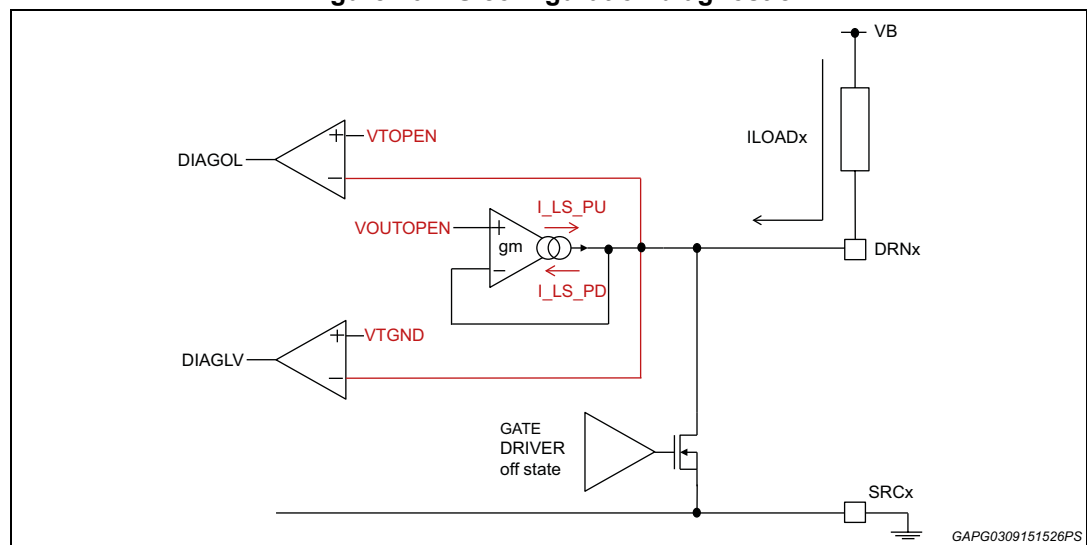 VB
ILOADx
+
VTOPEN
DIAGOL
−
I_LS_PU
VOUTOPEN
+
gm
DRNx
−
I_LS_PD
+
VTGND
DIAGLV
−
GATE
DRIVER
off state
SRCx
GAPG0309151526PS